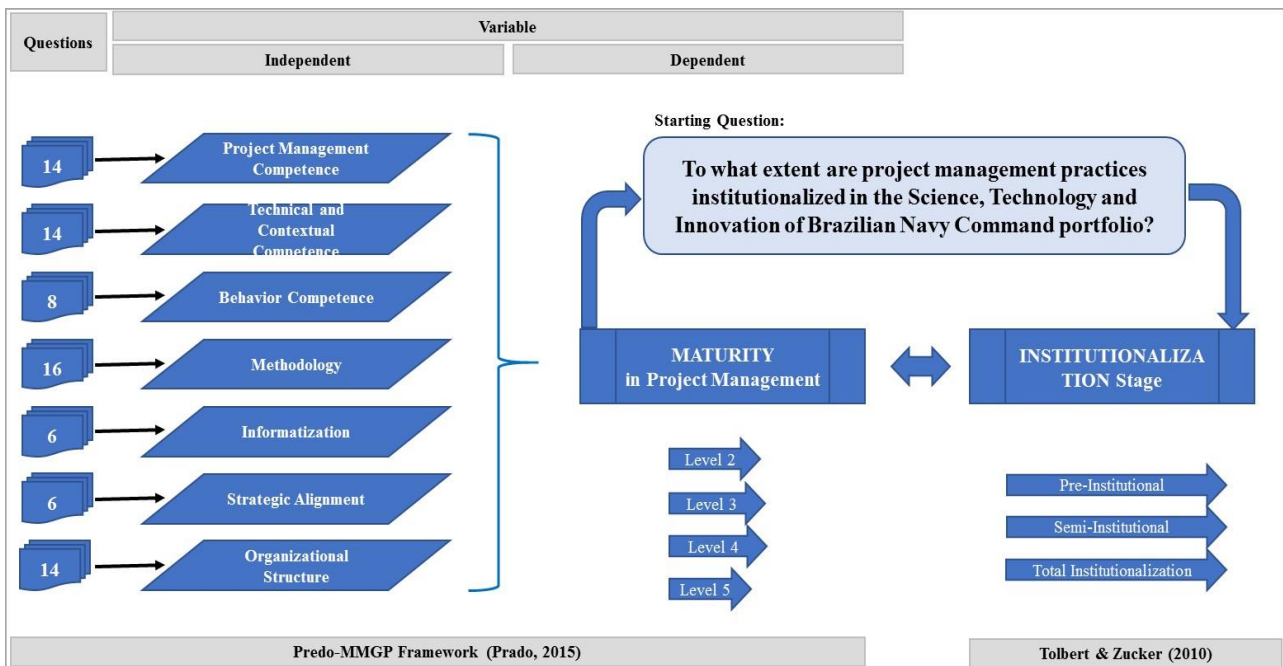 Questions
Variable
Independent
Dependent
14
Project Management
Competence
14
Technical and
Contextual
Competence
8
Behavior Competence
16
Methodology
6
Informatization
6
Strategic Alignment
14
Organizational
Structure
Starting Question:
To what extent are project management practices
institutionalized in the Science, Technology and
Innovation of Brazilian Navy Command portfolio?
MATURITY
in Project Management
INSTITUTIONALIZA
TION Stage
Level 2
Level 3
Level 4
Level 5
Pre-Institutional
Semi-Institutional
Total Institutionalization
Predo-MMGP Framework (Prado, 2015)
Tolbert & Zucker (2010)